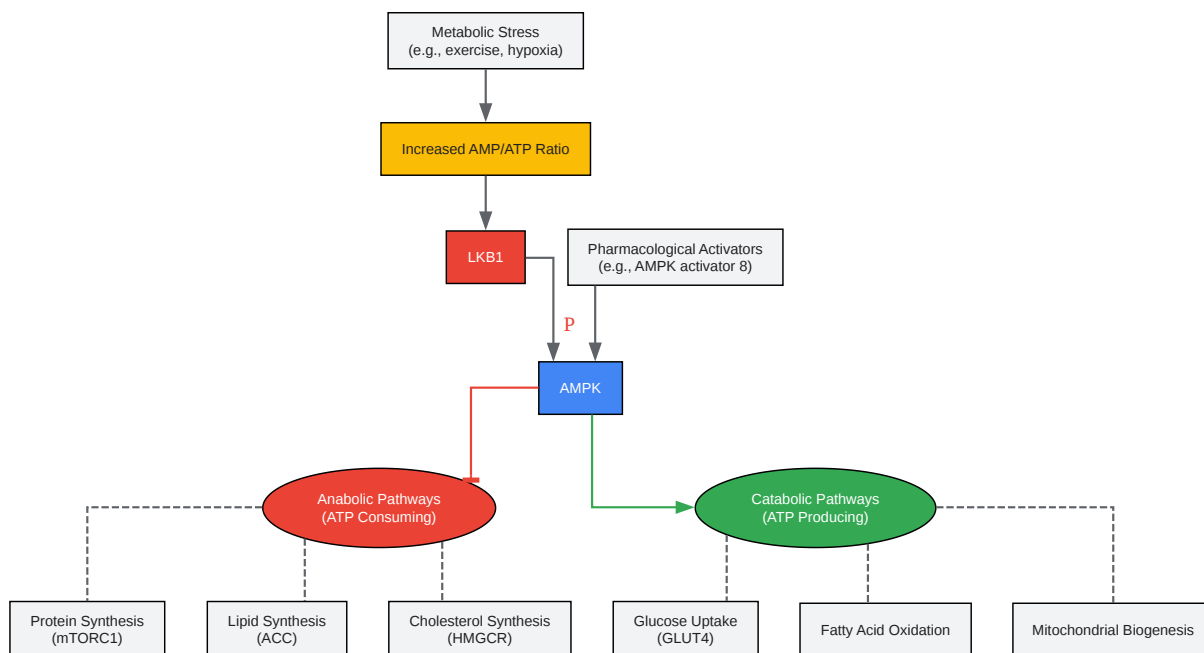 Metabolic Stress
(e.g., exercise, hypoxia)
Increased AMP/ATP Ratio
LKB1
Pharmacological Activators
(e.g., AMPK activator 8)
P
AMPK
Anabolic Pathways
(ATP Consuming)
Catabolic Pathways
(ATP Producing)
Protein Synthesis
(mTORC1)
Lipid Synthesis
(ACC)
Cholesterol Synthesis
(HMGCR)
Glucose Uptake
(GLUT4)
Fatty Acid Oxidation
Mitochondrial Biogenesis